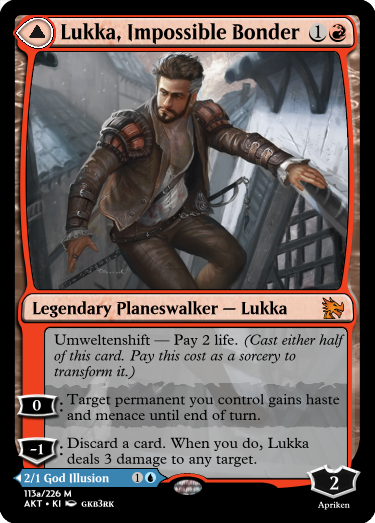 Lukka, Impossible Bonder 1
Legendary Planeswalker — Lukka
Umweltenshift — Pay 2 life. (Cast either half
of this card. Pay this cost as a sorcery to
transform it.)
0 : Target permanent you control gains haste
and menace until end of turn.
-1 : Discard a card. When you do, Lukka
deals 3 damage to any target.
2/1 God Illusion 1
2
113a/226 M
AKT • KI GKB3RK
Apriken